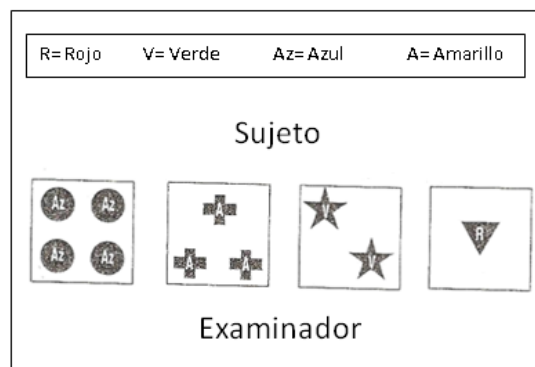 R= Rojo V= Verde Az= Azul A= Amarillo
Sujeto
Az Az A V R
Az Az A A V
Examinador